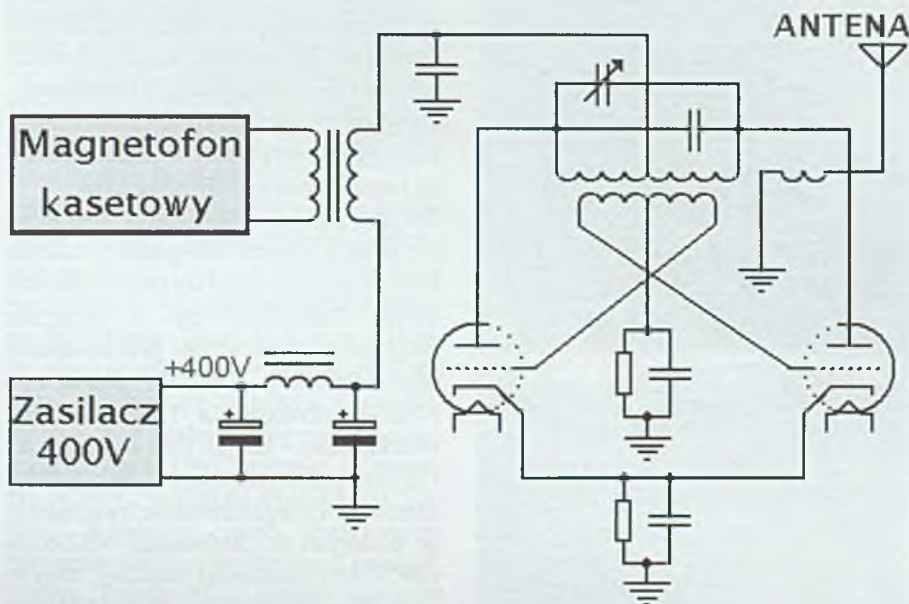 ANTENA
Magnetofon
kasetowy
+400V
Zasilacz
400V